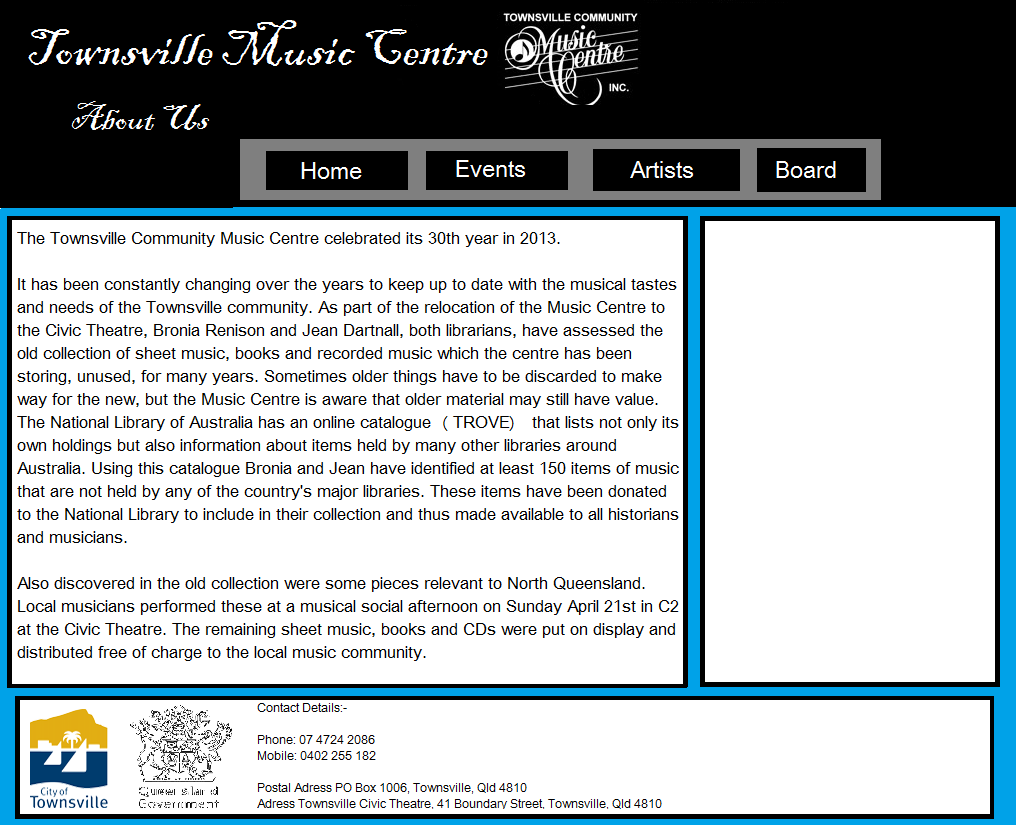 Townsville Music Centre
TOWNSVILLE COMMUNITY
Music
Centre
INC.
About Us
Home Events Artists Board
The Townsville Community Music Centre celebrated its 30th year in 2013.
It has been constantly changing over the years to keep up to date with the musical tastes
and needs of the Townsville community. As part of the relocation of the Music Centre to
the Civic Theatre, Bronia Renison and Jean Dartnall, both librarians, have assessed the
old collection of sheet music, books and recorded music which the centre has been
storing, unused, for many years. Sometimes older things have to be discarded to make
way for the new, but the Music Centre is aware that older material may still have value.
The National Library of Australia has an online catalogue ( TROVE) that lists not only its
own holdings but also information about items held by many other libraries around
Australia. Using this catalogue Bronia and Jean have identified at least 150 items of music
that are not held by any of the country's major libraries. These items have been donated
to the National Library to include in their collection and thus made available to all historians
and musicians.
Also discovered in the old collection were some pieces relevant to North Queensland.
Local musicians performed these at a musical social afternoon on Sunday April 21st in C2
at the Civic Theatre. The remaining sheet music, books and CDs were put on display and
distributed free of charge to the local music community.
City of
Townsville
Queensland
Government
Contact Details:-
Phone: 07 4724 2086
Mobile: 0402 255 182
Postal Adress PO Box 1006, Townsville, Qld 4810
Adress Townsville Civic Theatre, 41 Boundary Street, Townsville, Qld 4810